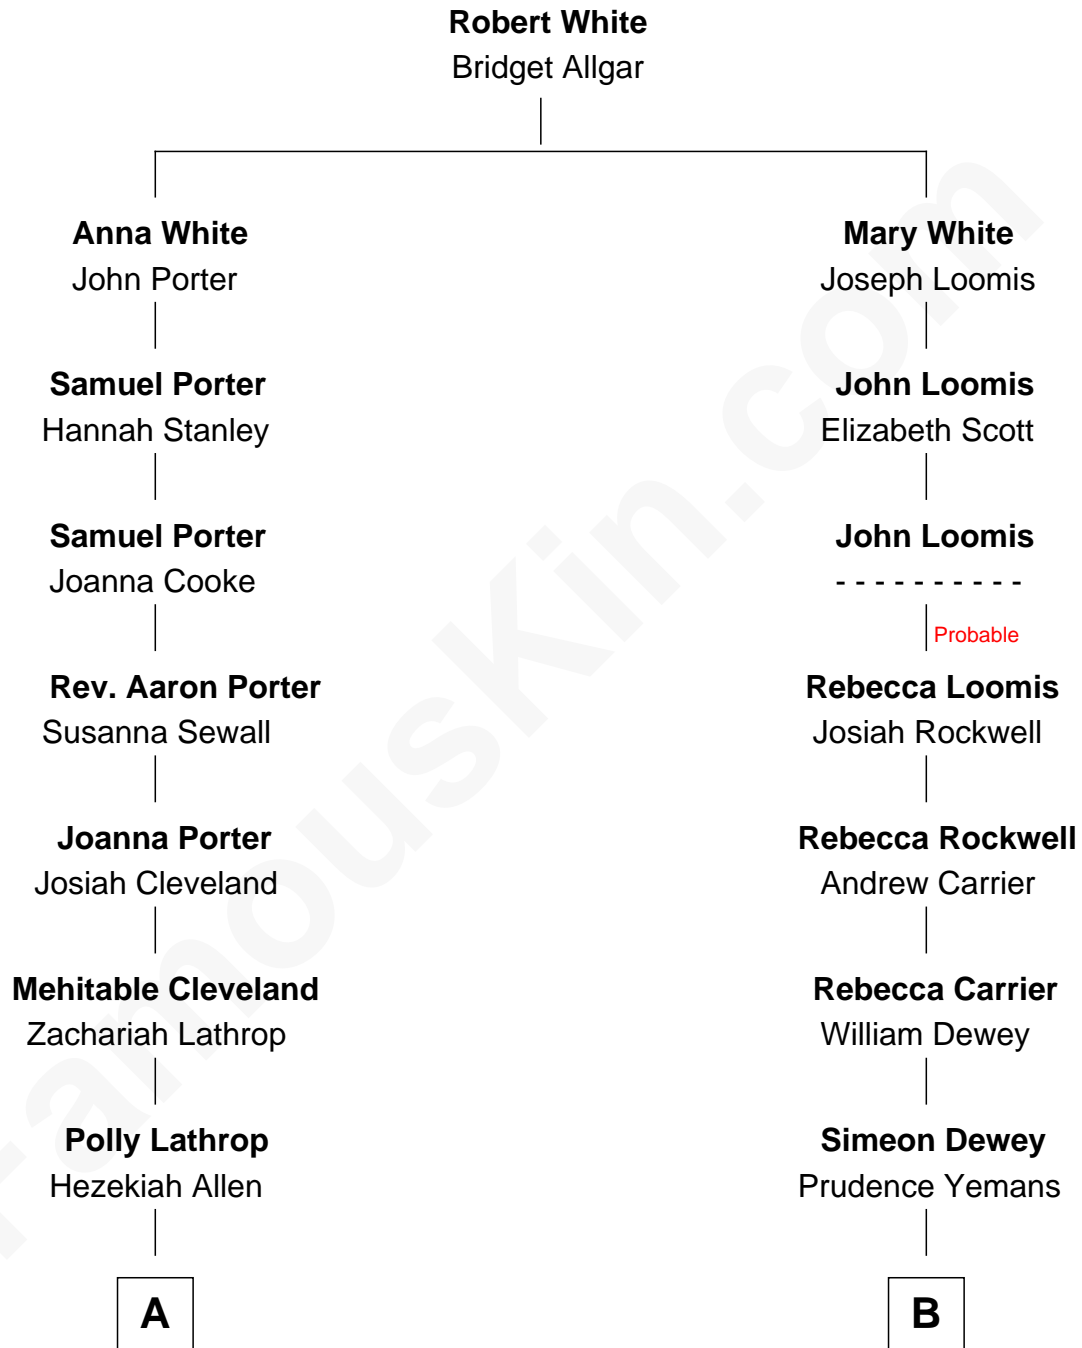 Robert White
Bridget Allgar
Anna White
John Porter
Mary White
Joseph Loomis
Samuel Porter
Hannah Stanley
John Loomis
Elizabeth Scott
Samuel Porter
Joanna Cooke
John Loomis
- - - - - - - - - -
Probable
Rev. Aaron Porter
Susanna Sewall
Rebecca Loomis
Josiah Rockwell
Joanna Porter
Josiah Cleveland
Rebecca Rockwell
Andrew Carrier
Mehitable Cleveland
Zachariah Lathrop
Rebecca Carrier
William Dewey
Polly Lathrop
Hezekiah Allen
Simeon Dewey
Prudence Yemans
A
B
FamousKin.com